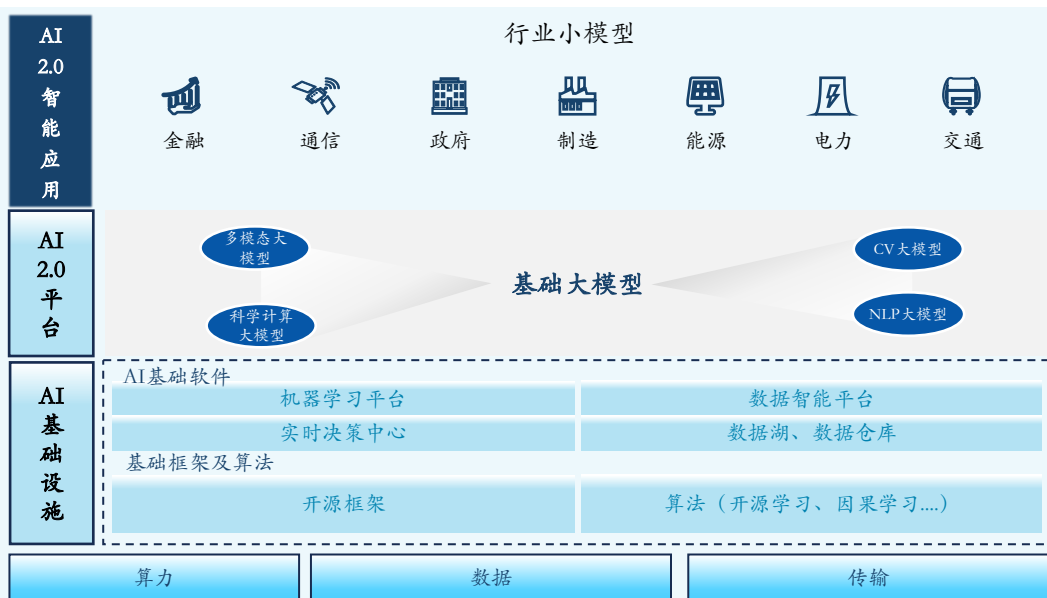 AI
2.0
智
能
应
用
行业小模型
金融
通信
政府
制造
能源
电力
交通
AI
2.0
平
台
多模态大
模型
科学计算
大模型
基础大模型
CV大模型
NLP大模型
AI
基
础
设
施
AI基础软件
机器学习平台
数据智能平台
实时决策中心
数据湖、数据仓库
基础框架及算法
开源框架
算法（开源学习、因果学习....）
算力
数据
传输